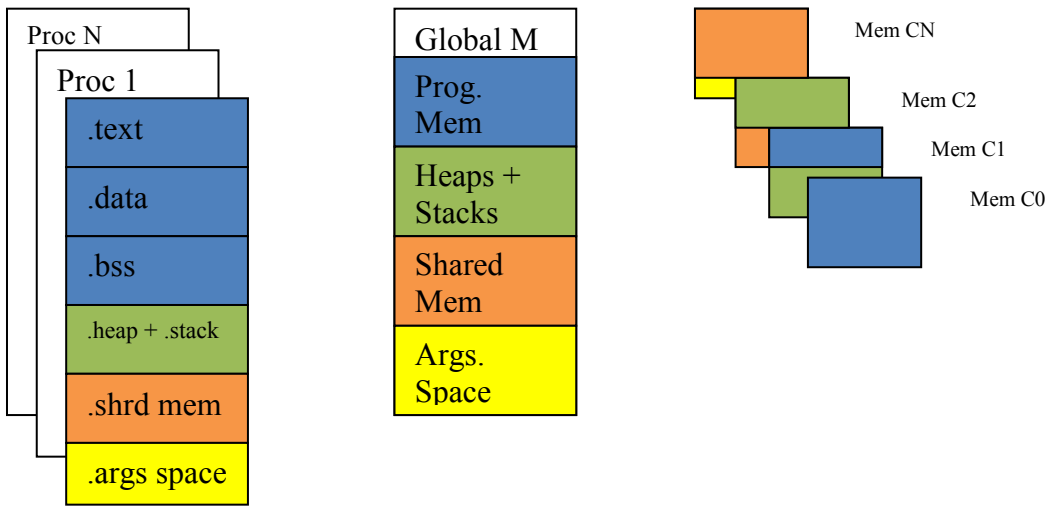 Proc N
Proc 1
.text
.data
.bss
.heap + .stack
.shrd mem
.args space
Global M
Prog.
Mem
Heaps +
Stacks
Shared
Mem
Args.
Space
Mem CN
Mem C2
Mem C1
Mem C0